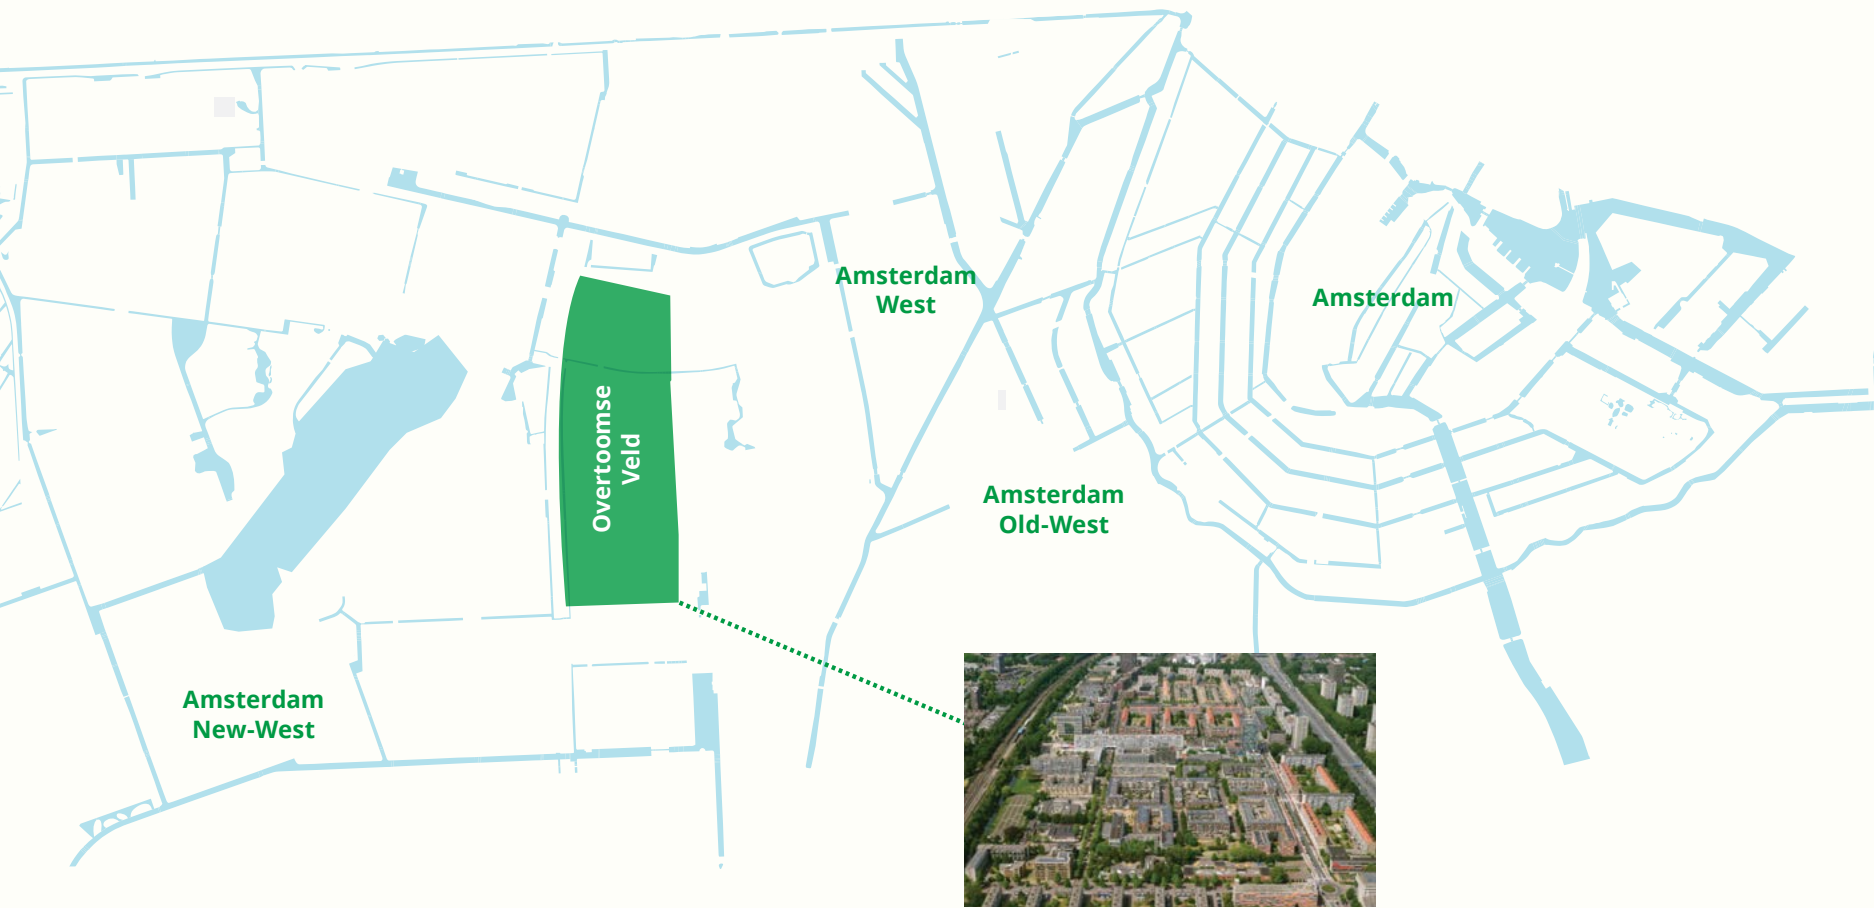 Amsterdam
West
Amsterdam
Overtoomse
Veld
Amsterdam
Old-West
Amsterdam
New-West